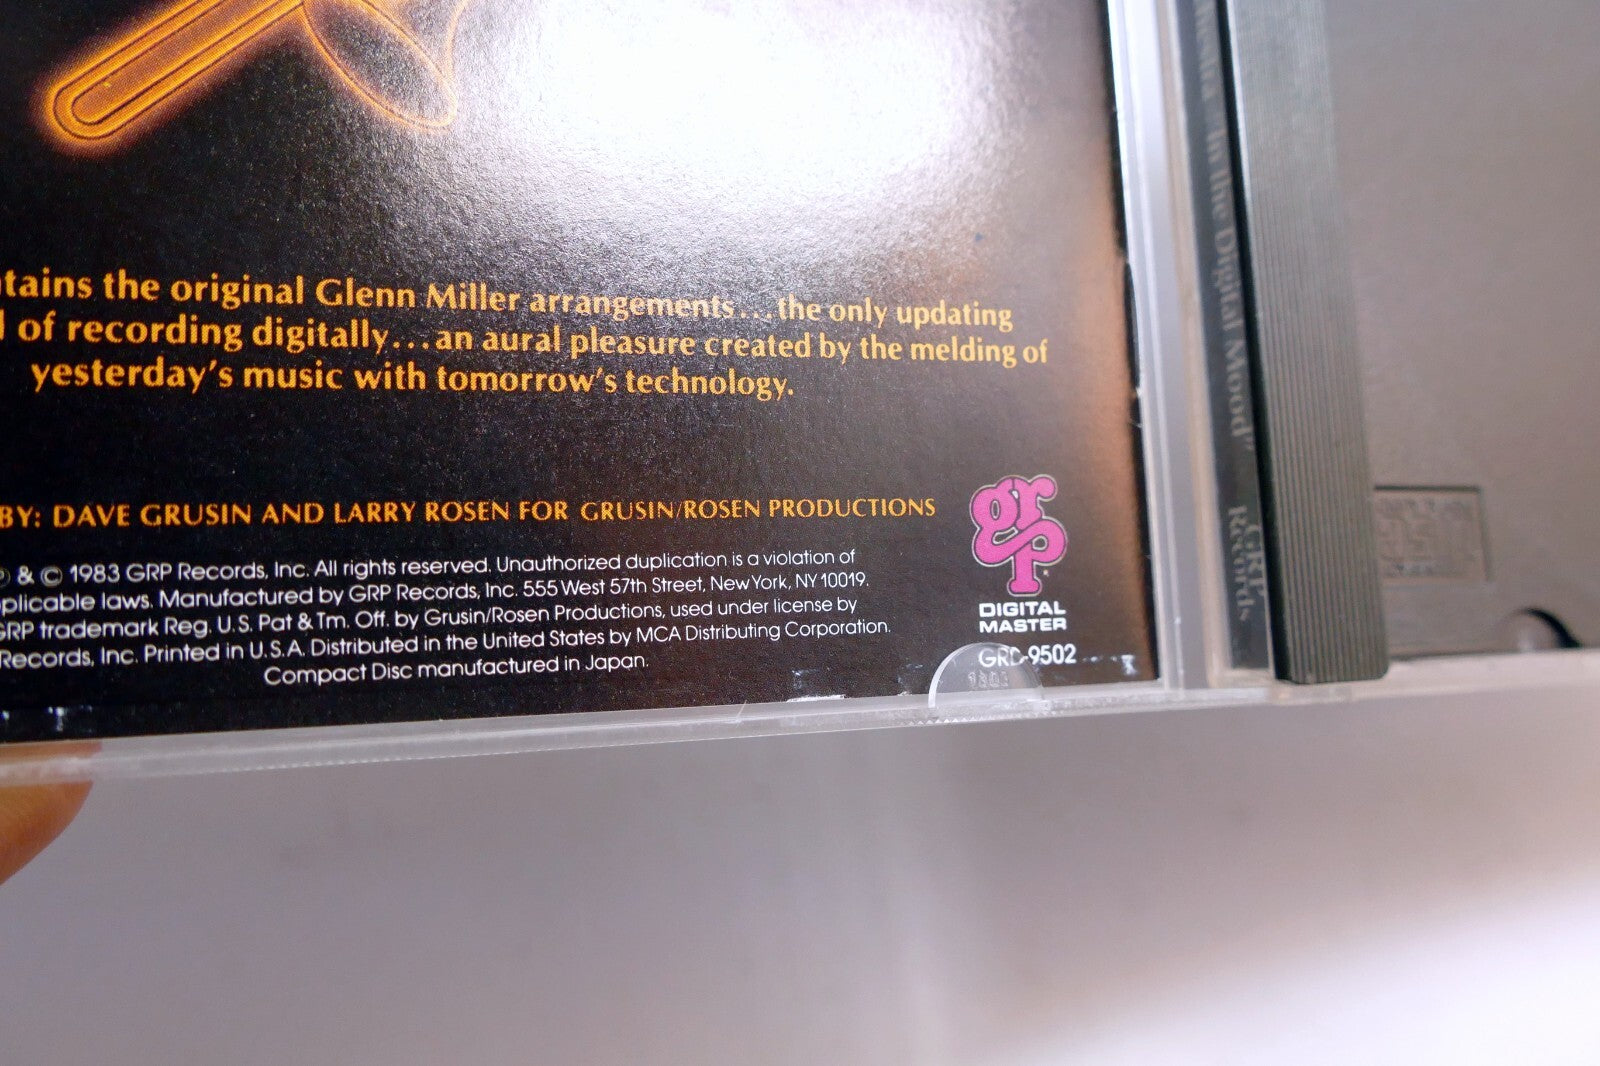 tains the original Glenn Miller arrangements...the only updating
of recording digitally...an aural pleasure created by the melding of
yesterday's music with tomorrow's technology.
BY: DAVE GRUSIN AND LARRY ROSEN FOR GRUSIN/ROSEN PRODUCTIONS
& © 1983 GRP Records, Inc. All rights reserved. Unauthorized duplication is a violation of
plicable laws. Manufactured by GRP Records, Inc. 555 West 57th Street, New York, NY 10019.
GRP trademark Reg. U.S. Pat & Tm. Off. by Grusin/Rosen Productions, used under license by
Records, Inc. Printed in U.S.A. Distributed in the United States by MCA Distributing Corporation.
Compact Disc manufactured in Japan.
grp
DIGITAL
MASTER
GRD-9502
"In the Digital Mood"
GRP
Records